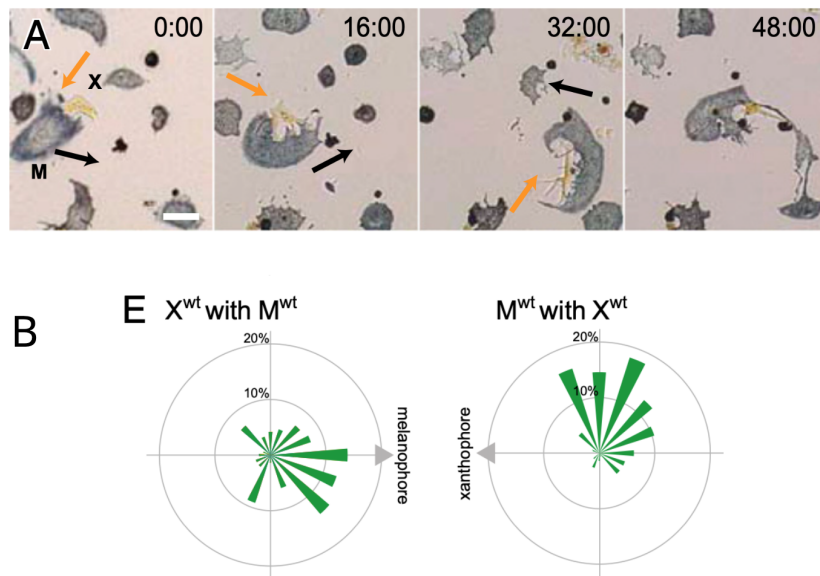 A
0:00
16:00
32:00
48:00
X
M
B
E
X^wt with M^wt
M^wt with X^wt
20%
10%
melanophore
20%
10%
xanthophore